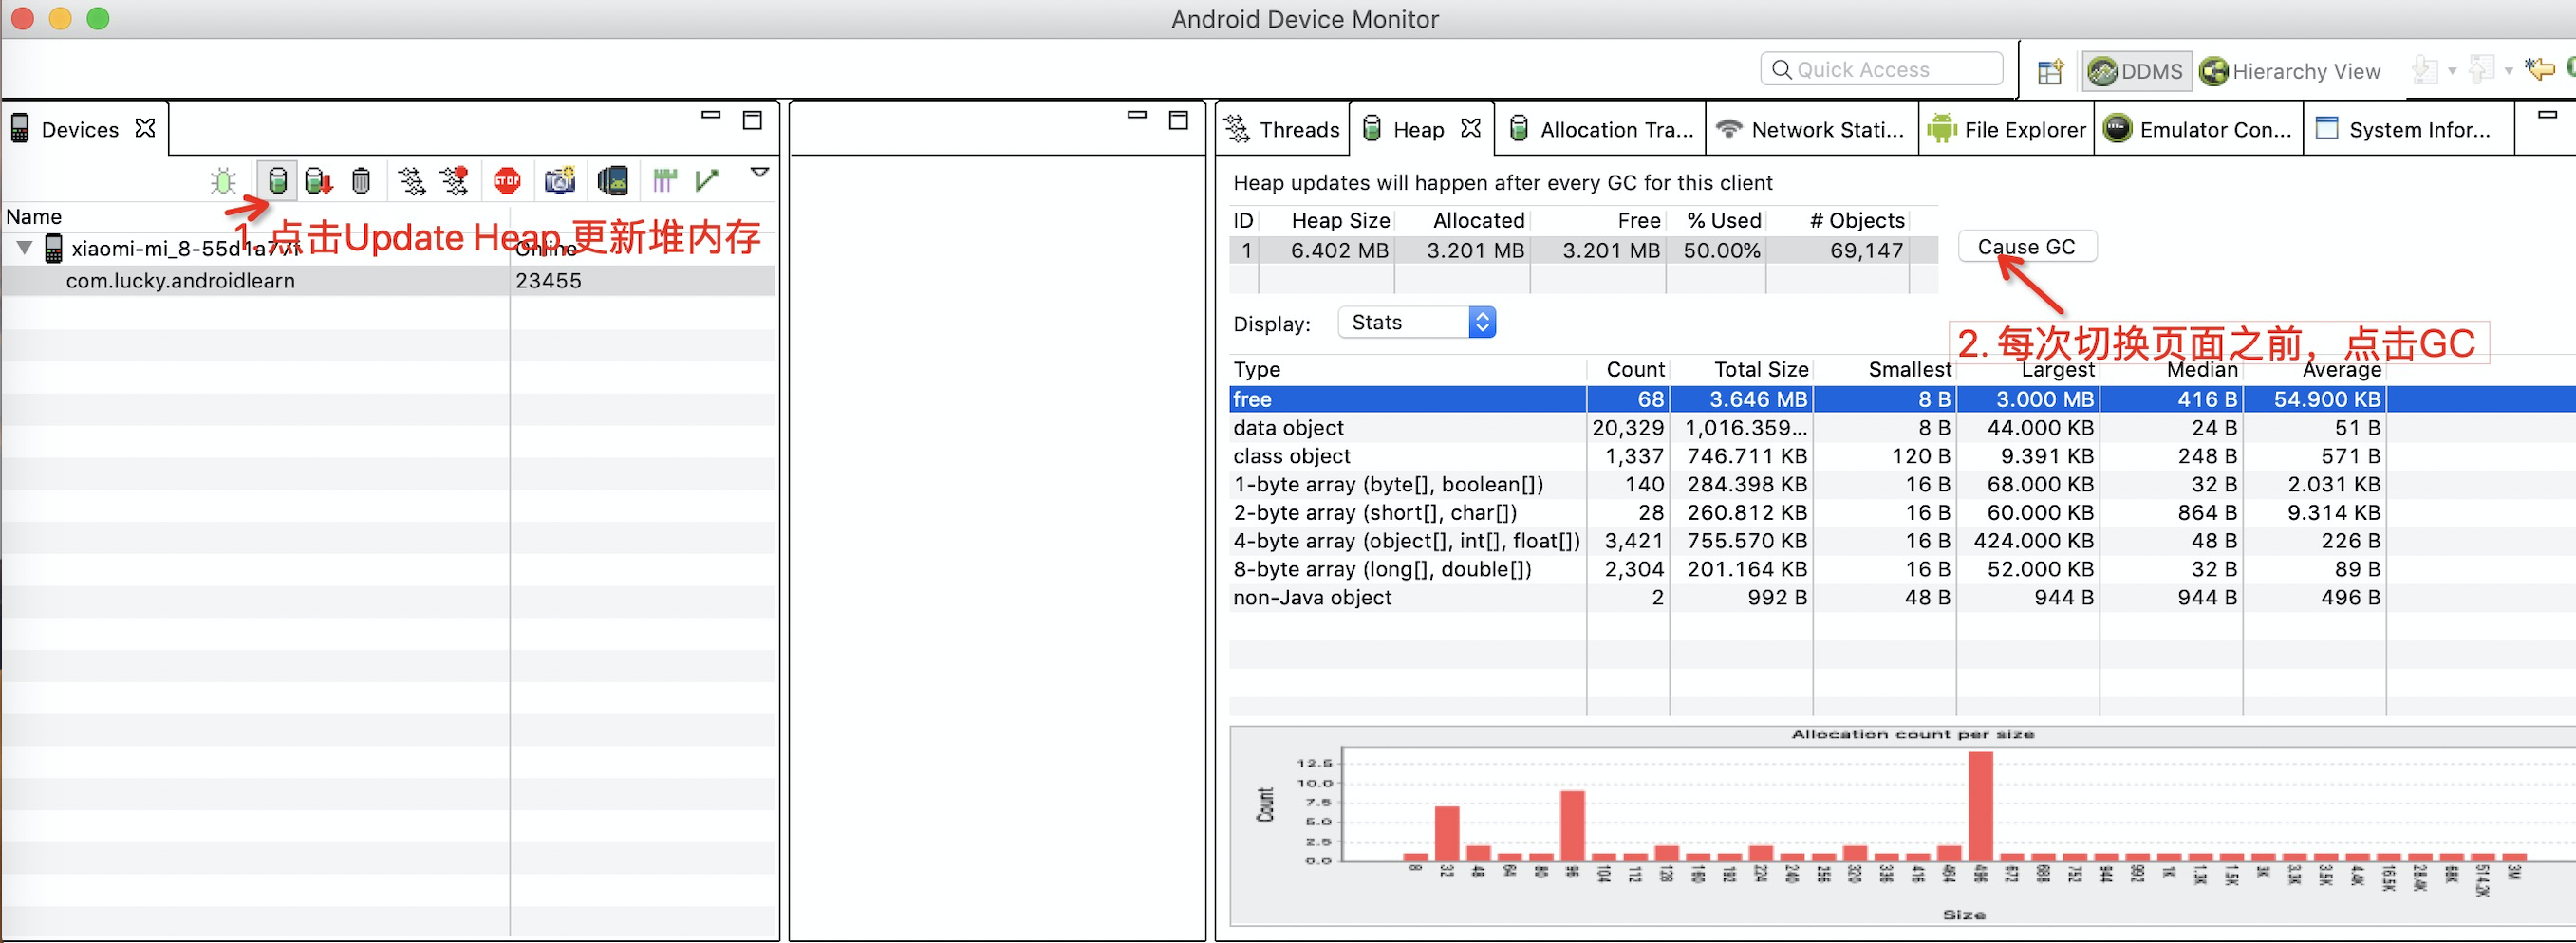 Android Device Monitor
Quick Access
DDMS
Hierarchy View
Devices
Threads
Heap
Allocation Tra...
Network Stati...
File Explorer
Emulator Con...
System Infor...
STOP
Name
1. 点击Update Heap 更新堆内存
Online
com.lucky.androidlearn 23455
Heap updates will happen after every GC for this client
ID Heap Size Allocated Free % Used # Objects
1 6.402 MB 3.201 MB 3.201 MB 50.00% 69,147
Cause GC
Display: Stats
2. 每次切换页面之前，点击GC
Type Count Total Size Smallest Largest Median Average
free 68 3.646 MB 8 B 3.000 MB 416 B 54.900 KB
data object 20,329 1,016.359... 8 B 44.000 KB 24 B 51 B
class object 1,337 746.711 KB 120 B 9.391 KB 248 B 571 B
1-byte array (byte[], boolean[]) 140 284.398 KB 16 B 68.000 KB 32 B 2.031 KB
2-byte array (short[], char[]) 28 260.812 KB 16 B 60.000 KB 864 B 9.314 KB
4-byte array (object[], int[], float[]) 3,421 755.570 KB 16 B 424.000 KB 48 B 226 B
8-byte array (long[], double[]) 2,304 201.164 KB 16 B 52.000 KB 32 B 89 B
non-Java object 2 992 B 48 B 944 B 944 B 496 B
Allocation count per size
Count
12.5
10.0
7.5
5.0
2.5
0.0
8 32 48 64 80 96 104 112 128 160 192 224 240 256 320 336 416 464 496 672 688 752 944 992 1K 1.3K 1.5K 3K 3.3K 3.5K 4.4K 16.5K 28.4K 68K 514.2K 3M
Size